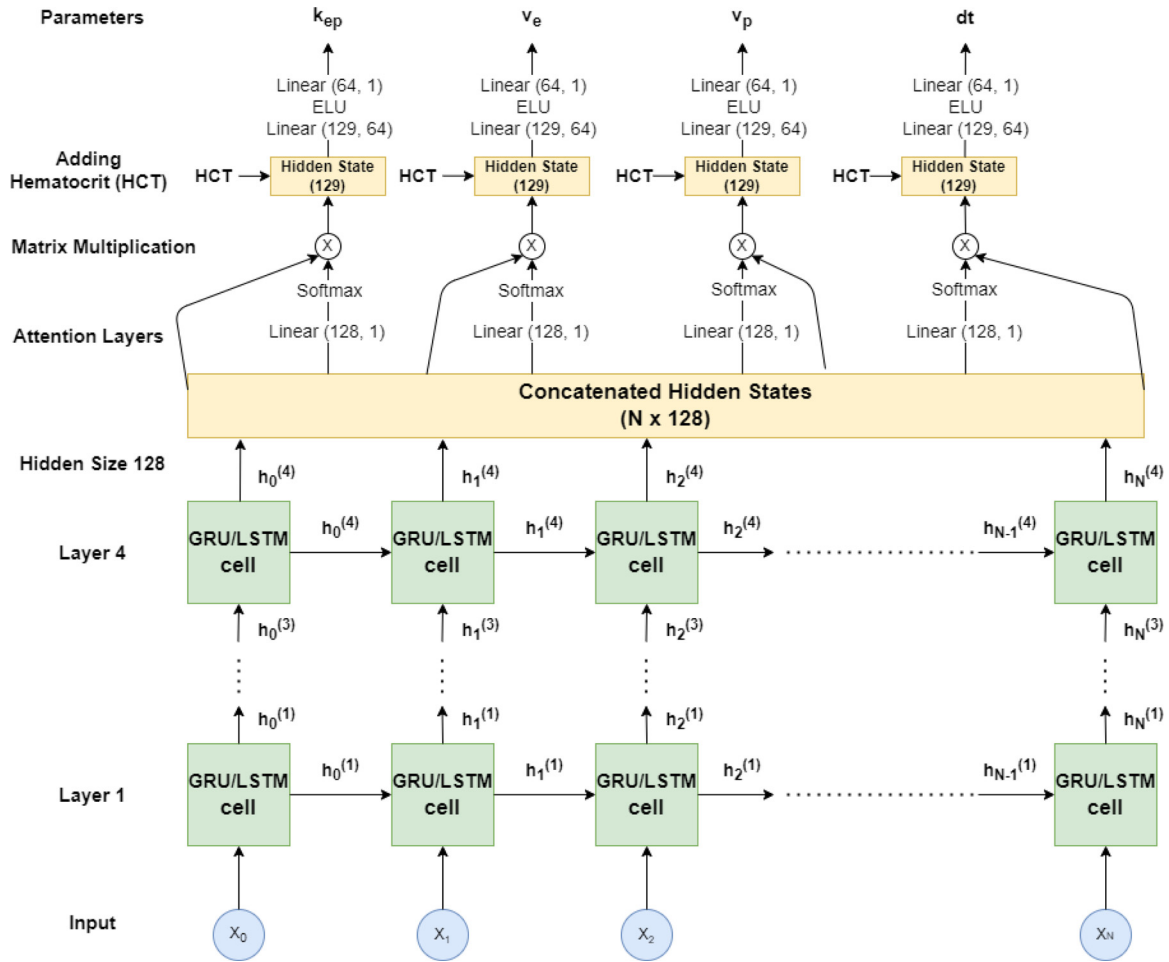 Parameters k_ep v_e v_p dt
Linear (64, 1) Linear (64, 1) Linear (64, 1) Linear (64, 1)
ELU ELU ELU ELU
Linear (129, 64) Linear (129, 64) Linear (129, 64) Linear (129, 64)
Adding
Hematocrit (HCT)
HCT Hidden State HCT Hidden State HCT Hidden State HCT Hidden State
(129) (129) (129) (129)
Matrix Multiplication X X X X
Softmax Softmax Softmax Softmax
Attention Layers Linear (128, 1) Linear (128, 1) Linear (128, 1) Linear (128, 1)
Concatenated Hidden States
(N x 128)
Hidden Size 128 h₀⁽⁴⁾ h₁⁽⁴⁾ h₂⁽⁴⁾ h_N⁽⁴⁾
Layer 4
GRU/LSTM h₀⁽⁴⁾ GRU/LSTM h₁⁽⁴⁾ GRU/LSTM h₂⁽⁴⁾ h_N-1⁽⁴⁾ GRU/LSTM
cell cell cell cell
h₀⁽³⁾ h₁⁽³⁾ h₂⁽³⁾ h_N⁽³⁾
h₀⁽¹⁾ h₁⁽¹⁾ h₂⁽¹⁾ h_N⁽¹⁾
Layer 1
GRU/LSTM h₀⁽¹⁾ GRU/LSTM h₁⁽¹⁾ GRU/LSTM h₂⁽¹⁾ h_N-1⁽¹⁾ GRU/LSTM
cell cell cell cell
Input X₀ X₁ X₂ X_N